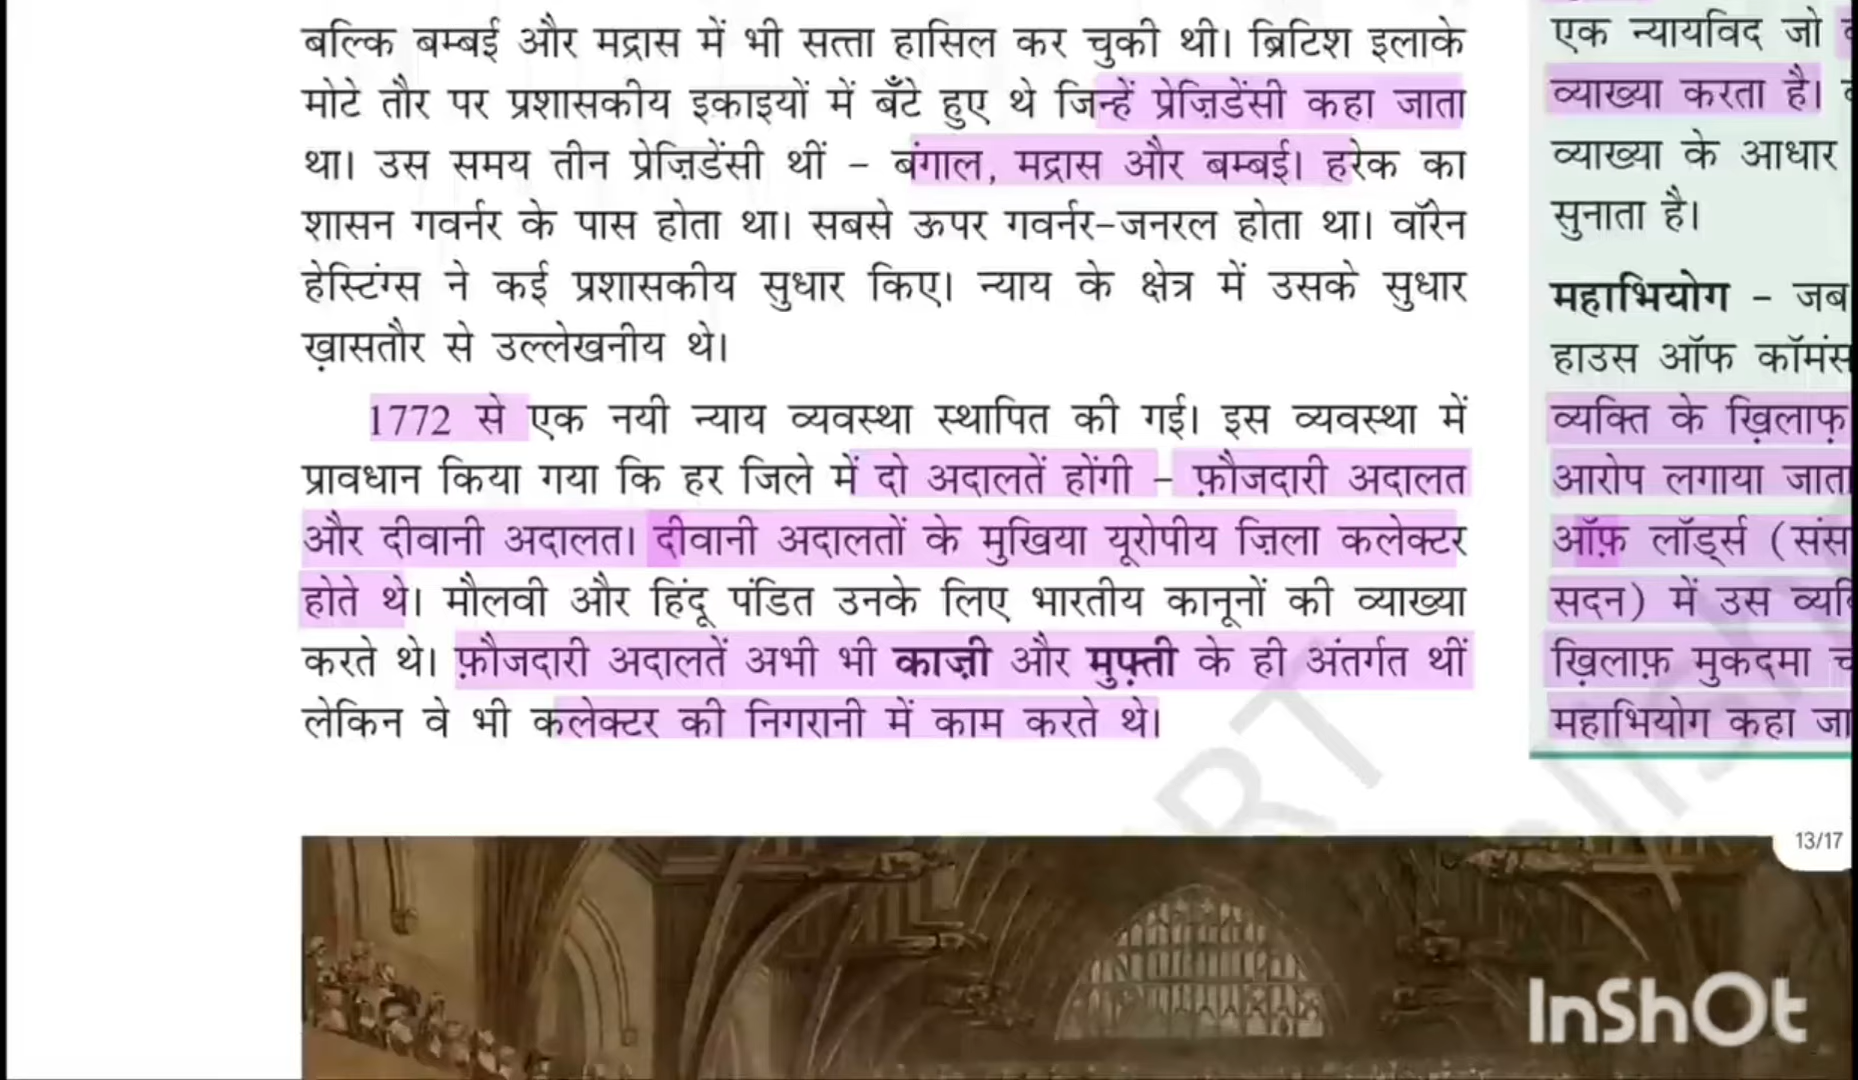 बल्कि बम्बई और मद्रास में भी सत्ता हासिल कर चुकी थी। ब्रिटिश इलाके
मोटे तौर पर प्रशासकीय इकाइयों में बँटे हुए थे जिन्हें प्रेज़िडेंसी कहा जाता
था। उस समय तीन प्रेज़िडेंसी थीं – बंगाल, मद्रास और बम्बई। हरेक का
शासन गवर्नर के पास होता था। सबसे ऊपर गवर्नर-जनरल होता था। वॉरेन
हेस्टिंग्स ने कई प्रशासकीय सुधार किए। न्याय के क्षेत्र में उसके सुधार
ख़ासतौर से उल्लेखनीय थे।
1772 से एक नयी न्याय व्यवस्था स्थापित की गई। इस व्यवस्था में
प्रावधान किया गया कि हर जिले में दो अदालतें होंगी – फ़ौजदारी अदालत
और दीवानी अदालत। दीवानी अदालतों के मुखिया यूरोपीय ज़िला कलेक्टर
होते थे। मौलवी और हिंदू पंडित उनके लिए भारतीय कानूनों की व्याख्या
करते थे। फ़ौजदारी अदालतें अभी भी काज़ी और मुफ़्ती के ही अंतर्गत थीं
लेकिन वे भी कलेक्टर की निगरानी में काम करते थे।
एक न्यायविद जो
व्याख्या करता है।
व्याख्या के आधार
सुनाता है।
महाभियोग – जब
हाउस ऑफ कॉमंस
व्यक्ति के ख़िलाफ़
आरोप लगाया जाता
ऑफ़ लॉर्ड्स (संस
सदन) में उस
ख़िलाफ़ मुकदमा
महाभियोग कहा जा
13/17
InShOt